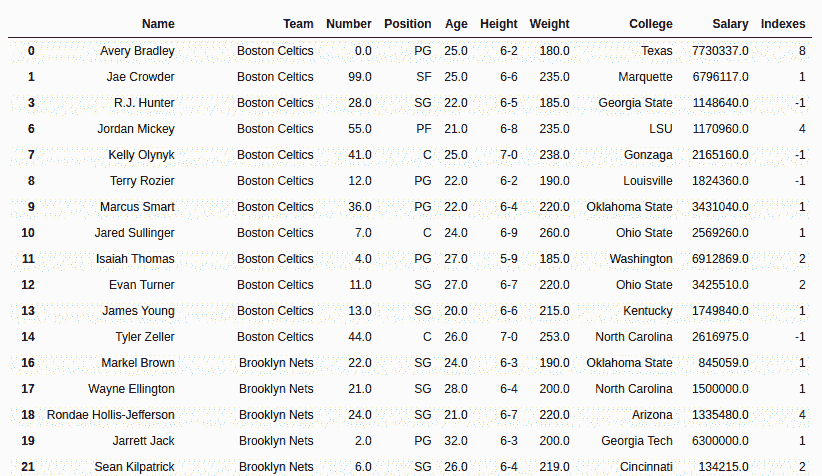 Name Team Number Position Age Height Weight College Salary Indexes
0 Avery Bradley Boston Celtics 0.0 PG 25.0 6-2 180.0 Texas 7730337.0 8
1 Jae Crowder Boston Celtics 99.0 SF 25.0 6-6 235.0 Marquette 6796117.0 1
3 R.J. Hunter Boston Celtics 28.0 SG 22.0 6-5 185.0 Georgia State 1148640.0 -1
6 Jordan Mickey Boston Celtics 55.0 PF 21.0 6-8 235.0 LSU 1170960.0 4
7 Kelly Olynyk Boston Celtics 41.0 C 25.0 7-0 238.0 Gonzaga 2165160.0 -1
8 Terry Rozier Boston Celtics 12.0 PG 22.0 6-2 190.0 Louisville 1824360.0 -1
9 Marcus Smart Boston Celtics 36.0 PG 22.0 6-4 220.0 Oklahoma State 3431040.0 1
10 Jared Sullinger Boston Celtics 7.0 C 24.0 6-9 260.0 Ohio State 2569260.0 1
11 Isaiah Thomas Boston Celtics 4.0 PG 27.0 5-9 185.0 Washington 6912869.0 2
12 Evan Turner Boston Celtics 11.0 SG 27.0 6-7 220.0 Ohio State 3425510.0 2
13 James Young Boston Celtics 13.0 SG 20.0 6-6 215.0 Kentucky 1749840.0 1
14 Tyler Zeller Boston Celtics 44.0 C 26.0 7-0 253.0 North Carolina 2616975.0 -1
16 Markel Brown Brooklyn Nets 22.0 SG 24.0 6-3 190.0 Oklahoma State 845059.0 1
17 Wayne Ellington Brooklyn Nets 21.0 SG 28.0 6-4 200.0 North Carolina 1500000.0 1
18 Rondae Hollis-Jefferson Brooklyn Nets 24.0 SG 21.0 6-7 220.0 Arizona 1335480.0 4
19 Jarrett Jack Brooklyn Nets 2.0 PG 32.0 6-3 200.0 Georgia Tech 6300000.0 1
21 Sean Kilpatrick Brooklyn Nets 6.0 SG 26.0 6-4 219.0 Cincinnati 134215.0 2